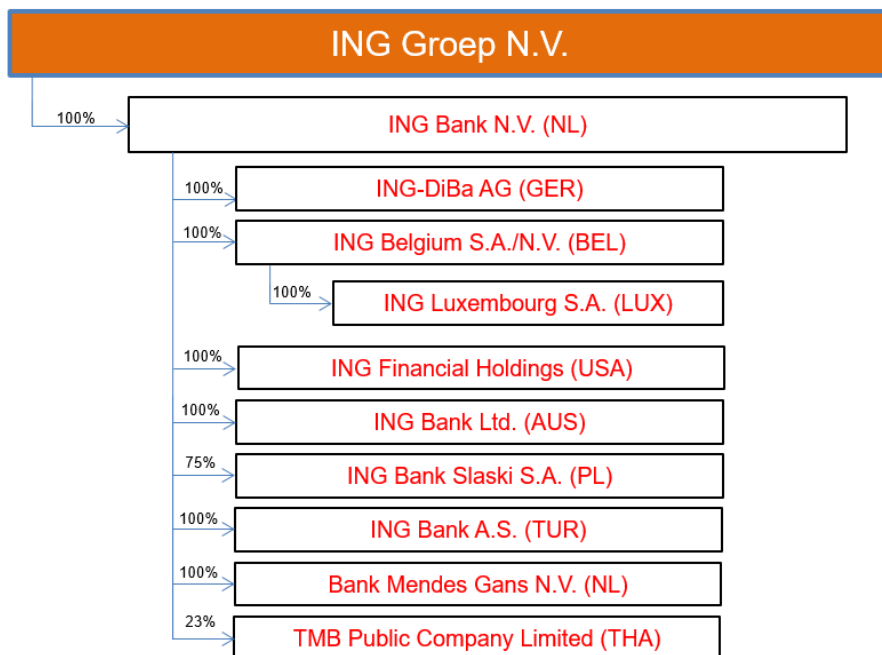 ING Groep N.V.
100%
ING Bank N.V. (NL)
100%
ING-DiBa AG (GER)
100%
ING Belgium S.A./N.V. (BEL)
100%
ING Luxembourg S.A. (LUX)
100%
ING Financial Holdings (USA)
100%
ING Bank Ltd. (AUS)
75%
ING Bank Slaski S.A. (PL)
100%
ING Bank A.S. (TUR)
100%
Bank Mendes Gans N.V. (NL)
23%
TMB Public Company Limited (THA)